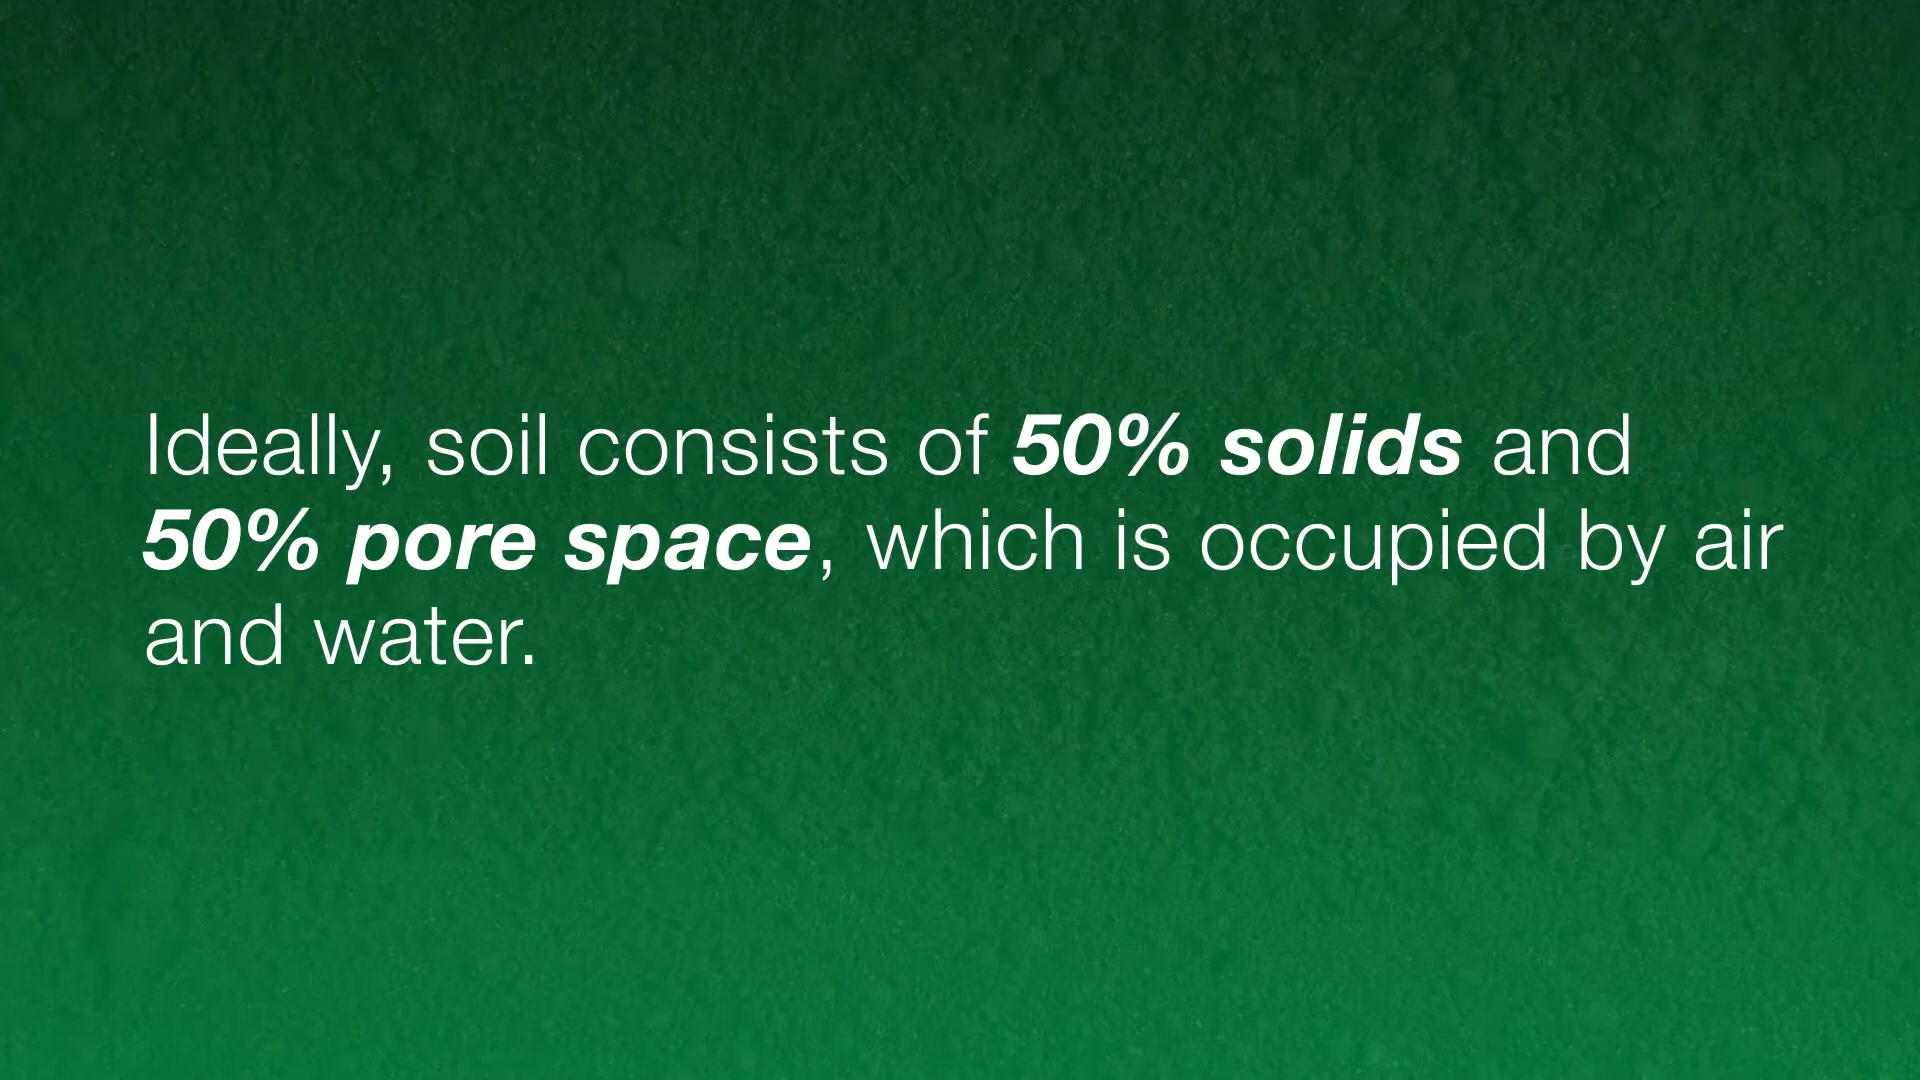 Ideally, soil consists of 50% solids and
50% pore space, which is occupied by air
and water.